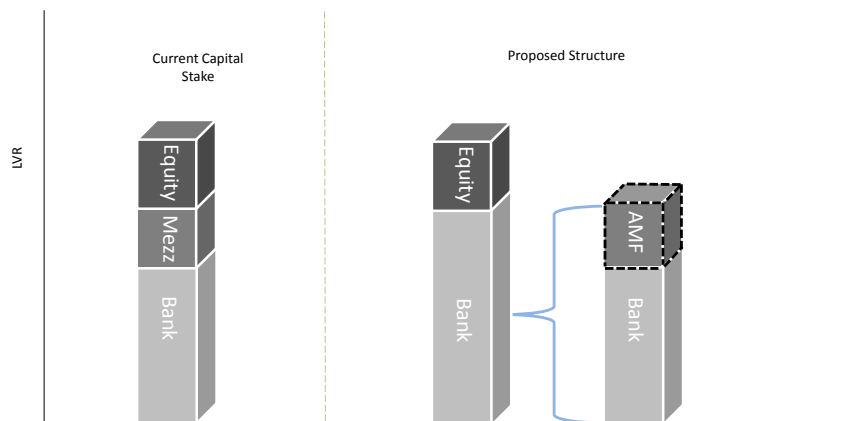 Current Capital
Stake
Proposed Structure
LVR
Equity
Mezz
Bank
Equity
Bank
AMF
Bank